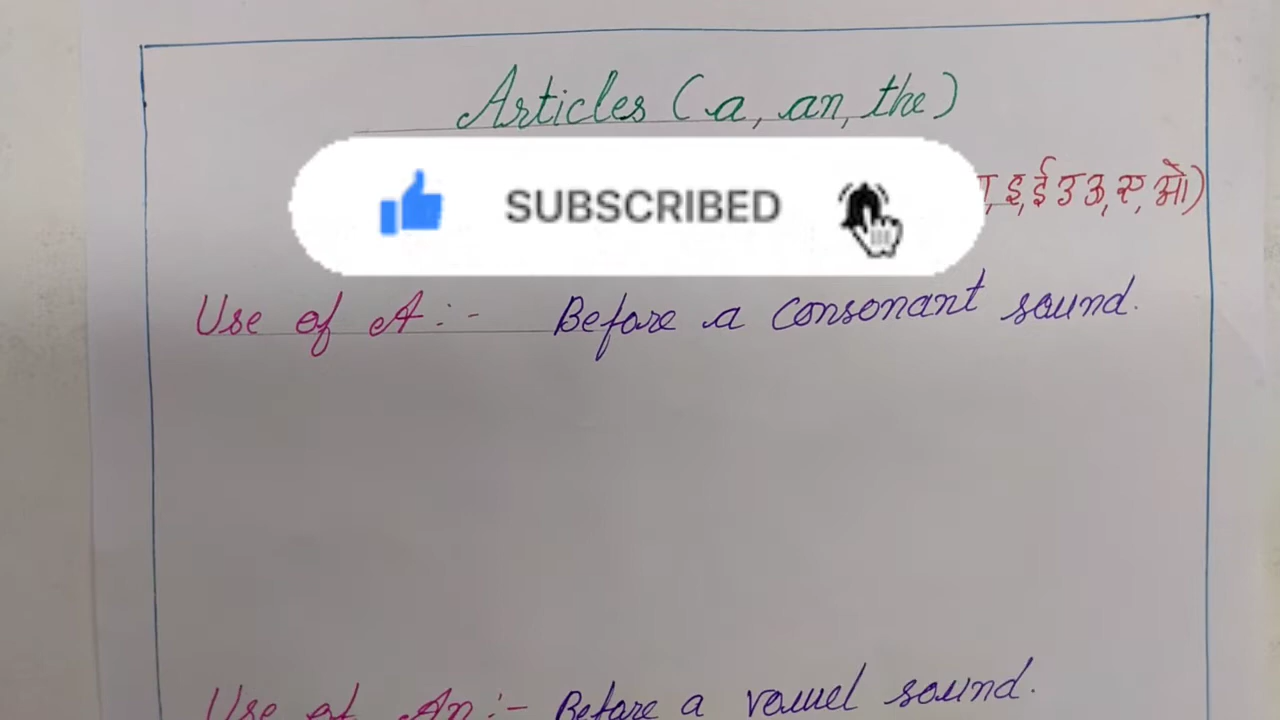 Articles (a, an, the)
SUBSCRIBED
इ, ई उ ऊ, ए, ओ)
Use of A :- Before a consonant sound.
Use of An :- Before a vowel sound.